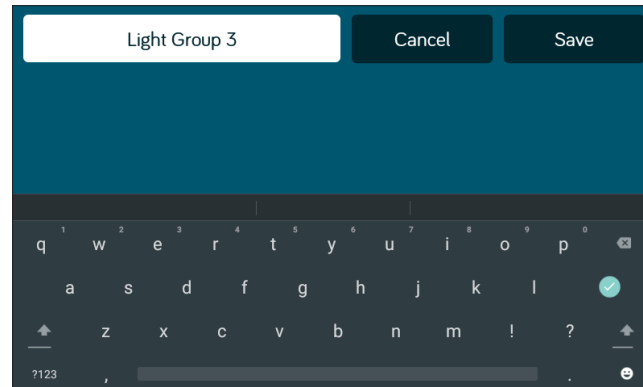 Light Group 3 Cancel Save
1 2 3 4 5 6 7 8 9 0
q w e r t y u i o p
a s d f g h j k l
z x c v b n m ! ?
?123 , .